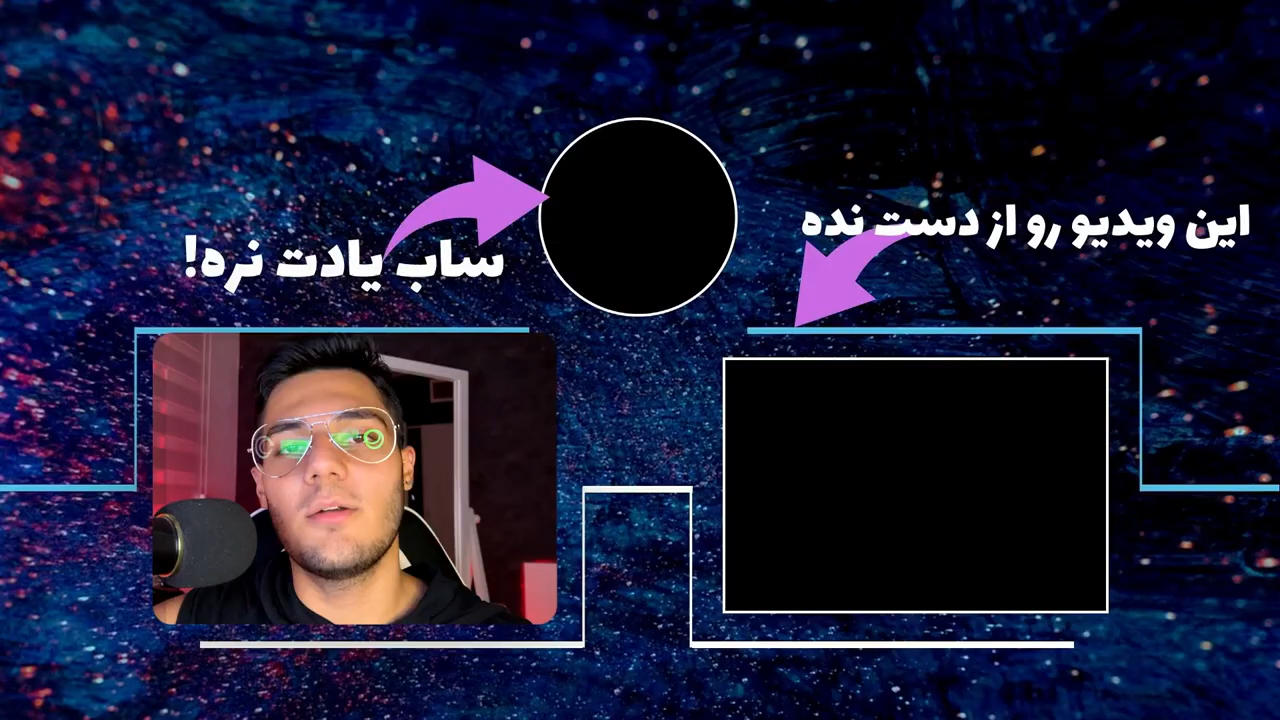 این ویدیو رو از دست نده
ساب یادت نره!